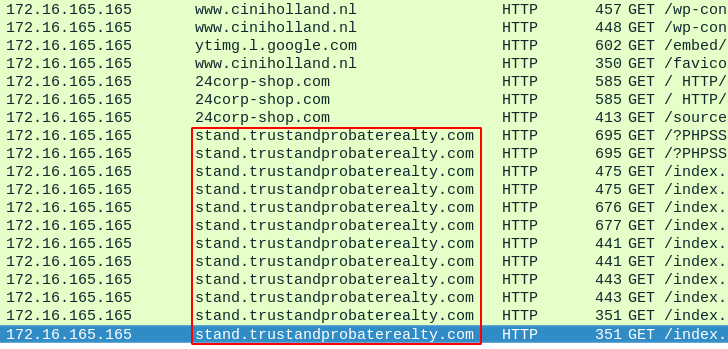 172.16.165.165 www.ciniholland.nl HTTP 457 GET /wp-con
172.16.165.165 www.ciniholland.nl HTTP 448 GET /wp-con
172.16.165.165 ytimg.l.google.com HTTP 602 GET /embed/
172.16.165.165 www.ciniholland.nl HTTP 350 GET /favico
172.16.165.165 24corp-shop.com HTTP 585 GET / HTTP/
172.16.165.165 24corp-shop.com HTTP 585 GET / HTTP/
172.16.165.165 24corp-shop.com HTTP 413 GET /source
172.16.165.165 stand.trustandprobaterealty.com HTTP 695 GET /?PHPSS
172.16.165.165 stand.trustandprobaterealty.com HTTP 695 GET /?PHPSS
172.16.165.165 stand.trustandprobaterealty.com HTTP 475 GET /index.
172.16.165.165 stand.trustandprobaterealty.com HTTP 475 GET /index.
172.16.165.165 stand.trustandprobaterealty.com HTTP 676 GET /index.
172.16.165.165 stand.trustandprobaterealty.com HTTP 677 GET /index.
172.16.165.165 stand.trustandprobaterealty.com HTTP 441 GET /index.
172.16.165.165 stand.trustandprobaterealty.com HTTP 441 GET /index.
172.16.165.165 stand.trustandprobaterealty.com HTTP 443 GET /index.
172.16.165.165 stand.trustandprobaterealty.com HTTP 443 GET /index.
172.16.165.165 stand.trustandprobaterealty.com HTTP 351 GET /index.
172.16.165.165 stand.trustandprobaterealty.com HTTP 351 GET /index.